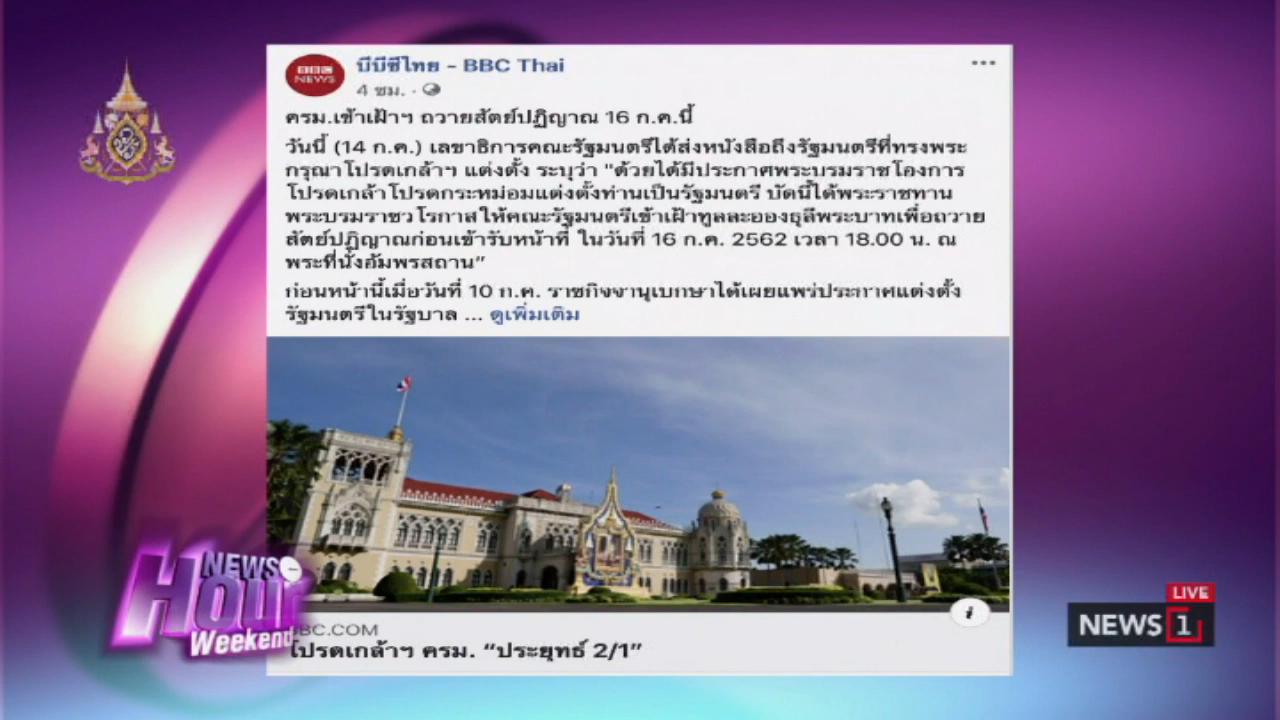 BBC
NEWS
บีบีซีไทย - BBC Thai
4 ชม. ·
ครม.เข้าเฝ้าฯ ถวายสัตย์ปฏิญาณ 16 ก.ค.นี้
วันนี้ (14 ก.ค.) เลขาธิการคณะรัฐมนตรีได้ส่งหนังสือถึงรัฐมนตรีที่ทรงพระ
กรุณาโปรดเกล้าฯ แต่งตั้ง ระบุว่า "ด้วยได้มีประกาศพระบรมราชโองการ
โปรดเกล้าโปรดกระหม่อมแต่งตั้งท่านเป็นรัฐมนตรี บัดนี้ได้พระราชทาน
พระบรมราชวโรกาสให้คณะรัฐมนตรีเข้าเฝ้าทูลละอองธุลีพระบาทเพื่อถวาย
สัตย์ปฏิญาณก่อนเข้ารับหน้าที่ ในวันที่ 16 ก.ค. 2562 เวลา 18.00 น. ณ
พระที่นั่งอัมพรสถาน"
ก่อนหน้านี้เมื่อวันที่ 10 ก.ค. ราชกิจจานุเบกษาได้เผยแพร่ประกาศแต่งตั้ง
รัฐมนตรีในรัฐบาล ... ดูเพิ่มเติม
BBC.COM
โปรดเกล้าฯ ครม. “ประยุทธ์ 2/1”
NEWS
Hour
Weekend
LIVE
NEWS 1